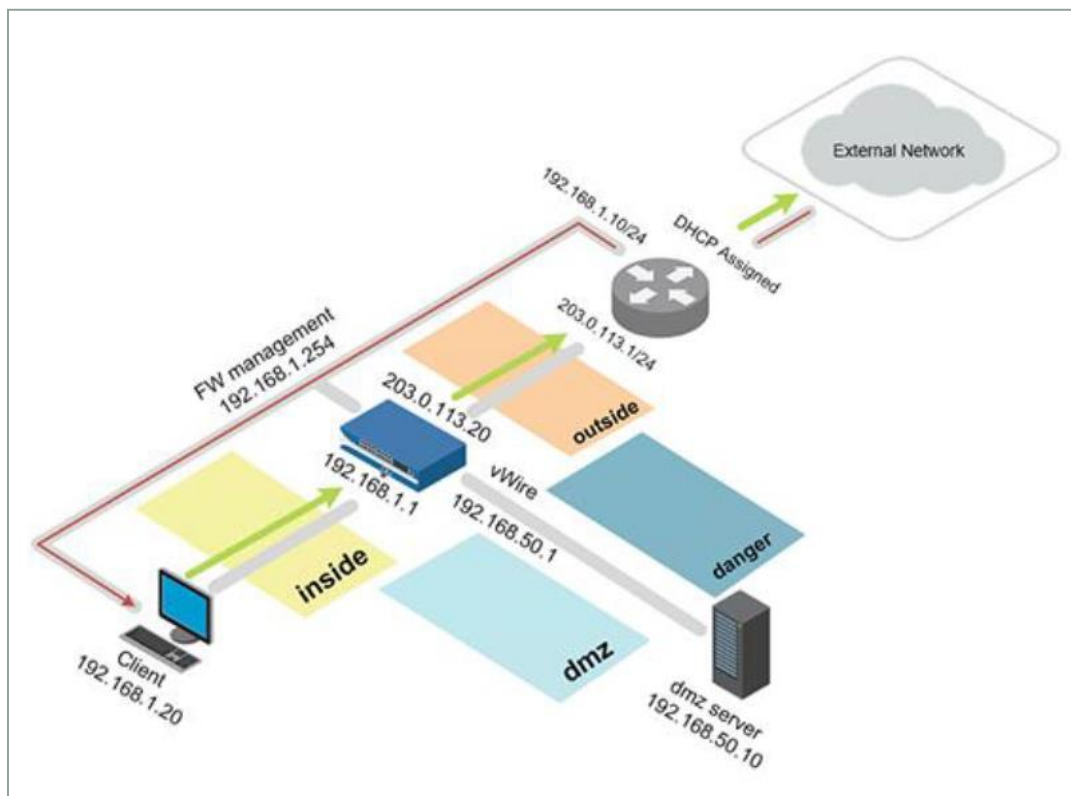 External Network
192.168.1.10/24
DHCP Assigned
203.0.113.1/24
FW management
192.168.1.254
203.0.113.20
outside
192.168.1.1
vWire
192.168.50.1
danger
inside
dmz
Client
192.168.1.20
dmz server
192.168.50.10